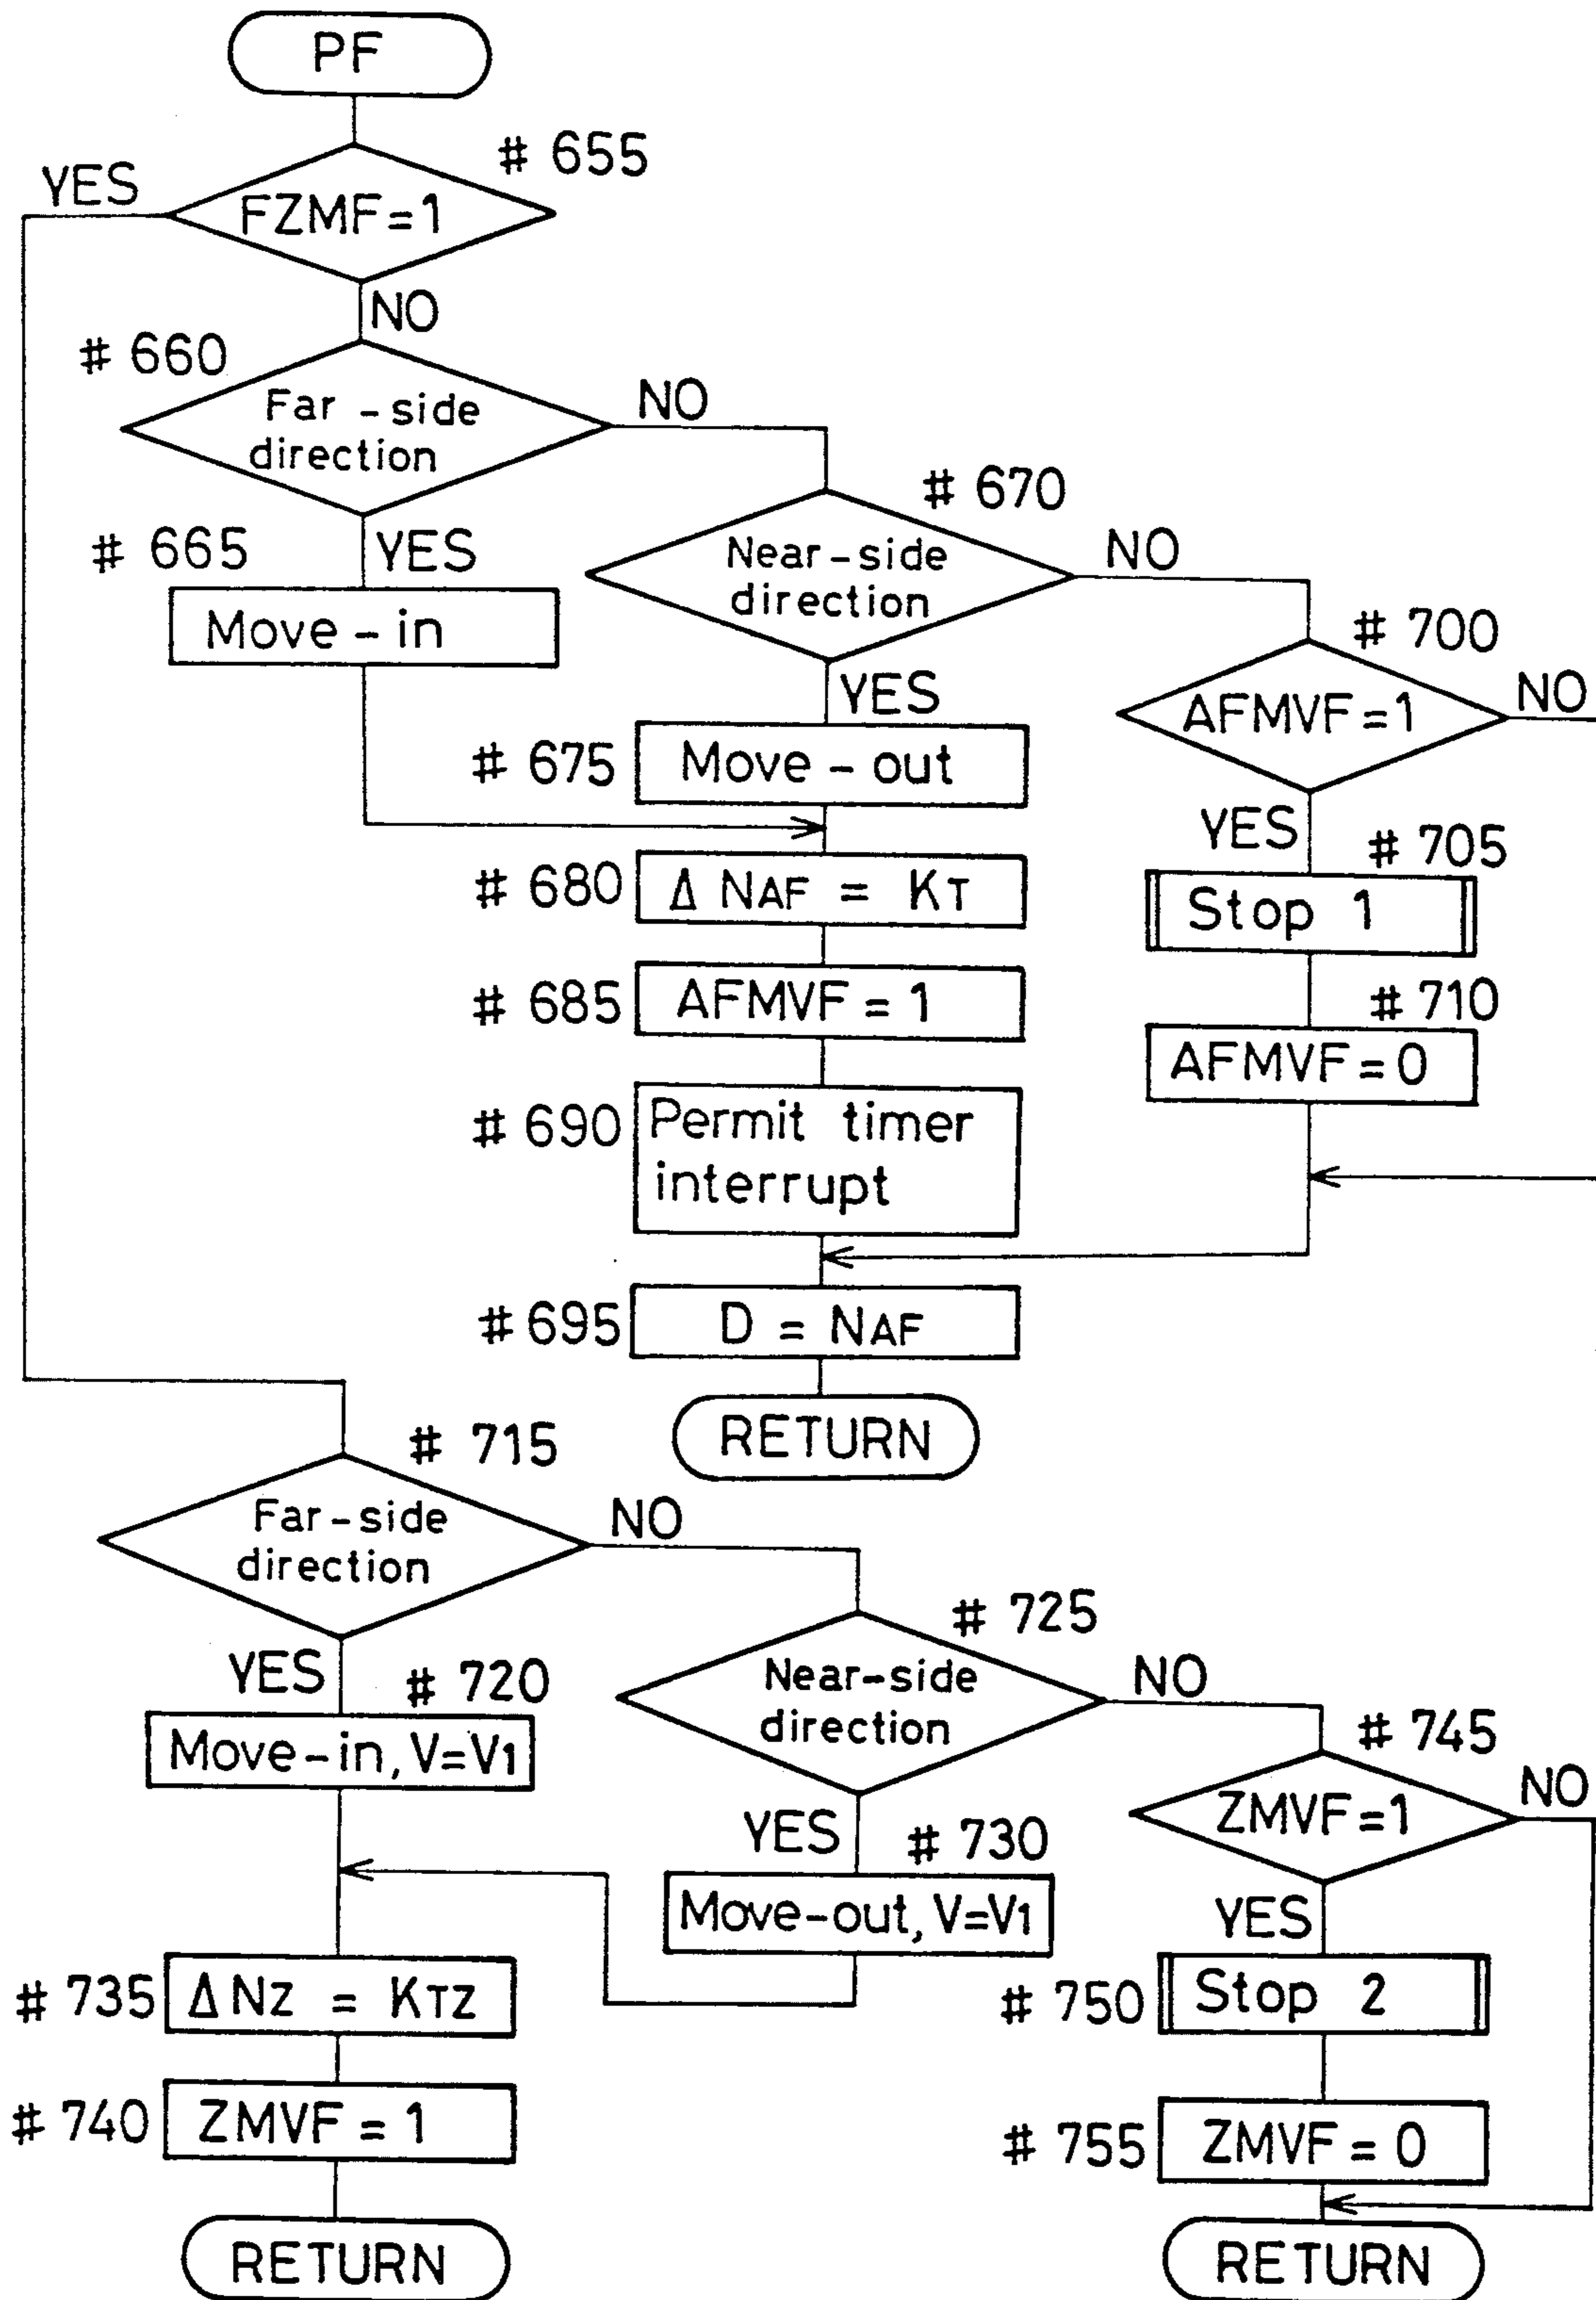 PF
# 655
YES
FZMF=1
NO
# 660
Far-side
direction
NO
# 670
# 665
YES
Near-side
direction
NO
Move-in
# 700
YES
AFMVF=1
NO
# 675
Move-out
YES
# 705
# 680
Δ NAF = KT
Stop 1
# 685
AFMVF=1
# 710
AFMVF=0
# 690
Permit timer
interrupt
# 695
D = NAF
RETURN
# 715
Far-side
direction
NO
# 725
YES
# 720
Near-side
direction
NO
Move-in, V=V1
# 745
YES
# 730
ZMVF=1
NO
Move-out, V=V1
YES
# 735
ΔNZ = KTZ
# 750
Stop 2
# 740
ZMVF=1
# 755
ZMVF=0
RETURN
RETURN